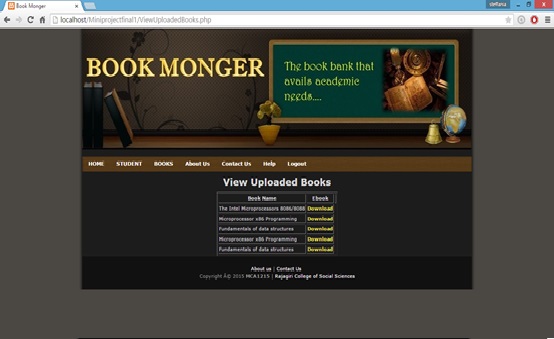 Book Monger
stellana
localhost/Miniprojectfinal1/ViewUploadedBooks.php
BOOK MONGER
The book bank that
avails academic
needs....
HOME STUDENT BOOKS About Us Contact Us Help Logout
View Uploaded Books
Book Name Ebook
The Intel Microprocessors 8086/8088 Download
Microprocessor x86 Programming Download
Fundamentals of data structures Download
Microprocessor x86 Programming Download
Fundamentals of data structures Download
About us | Contact Us
Copyright Â© 2015 MCA1215 | Rajagiri College of Social Sciences